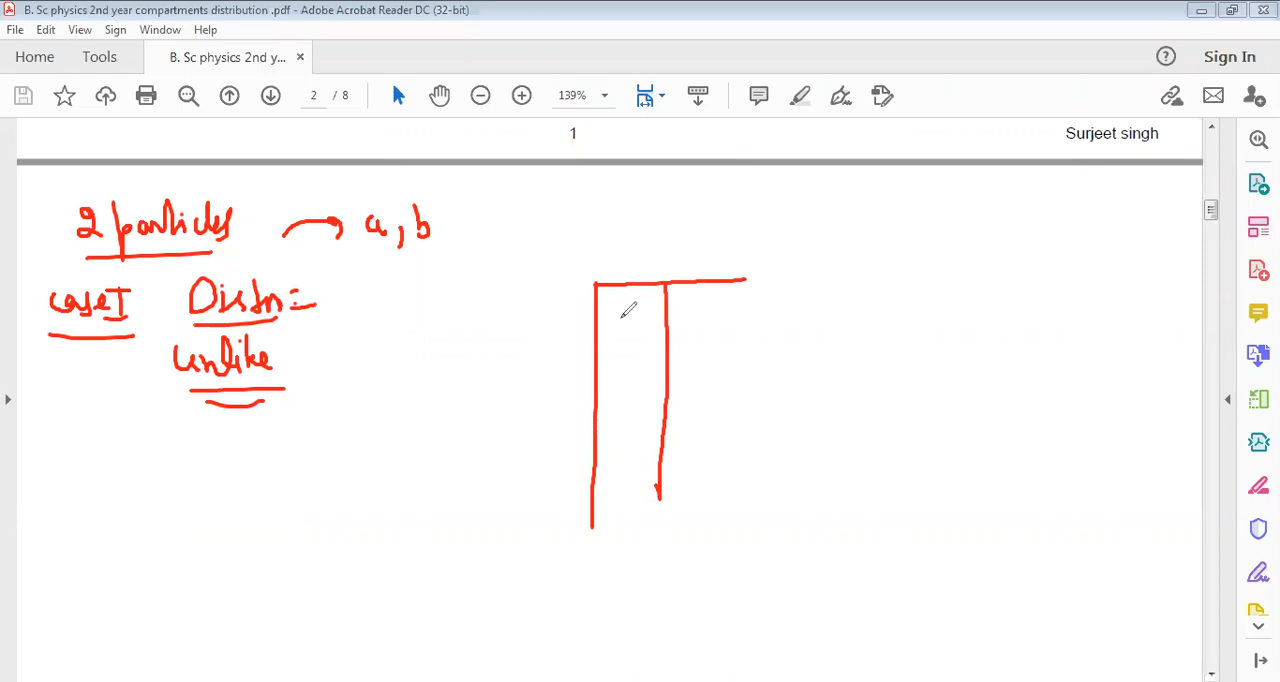 B. Sc physics 2nd year compartments distribution .pdf - Adobe Acrobat Reader DC (32-bit)
File Edit View Sign Window Help
Home Tools B. Sc physics 2nd y... × Sign In
2 / 8 139%
1 Surjeet singh
2 particles → a, b
case I Distn =
unlike